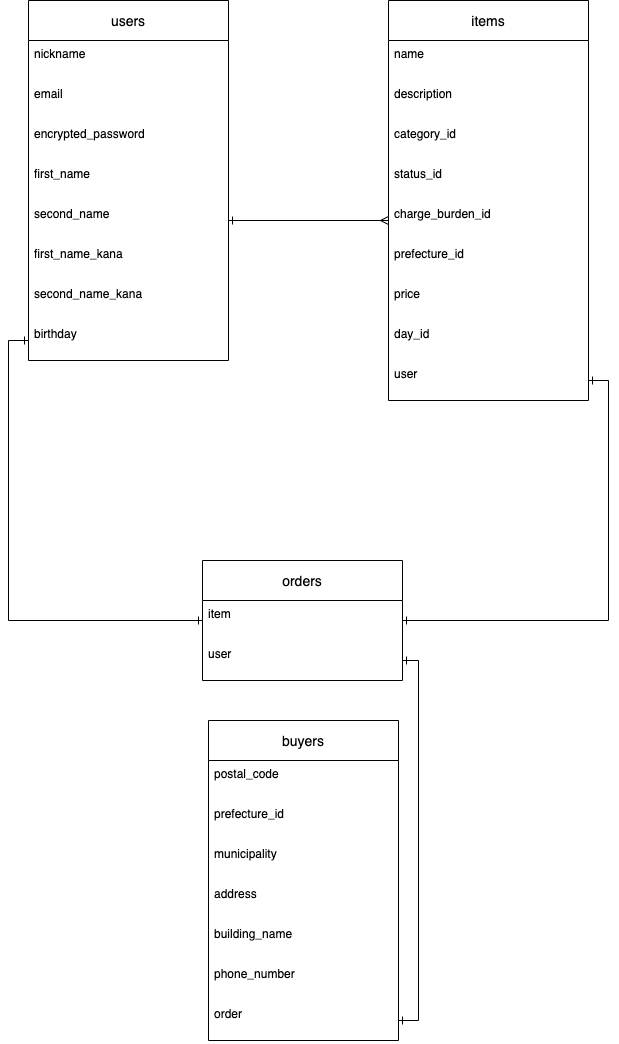 users
nickname
email
encrypted_password
first_name
second_name
first_name_kana
second_name_kana
birthday
items
name
description
category_id
status_id
charge_burden_id
prefecture_id
price
day_id
user
orders
item
user
buyers
postal_code
prefecture_id
municipality
address
building_name
phone_number
order